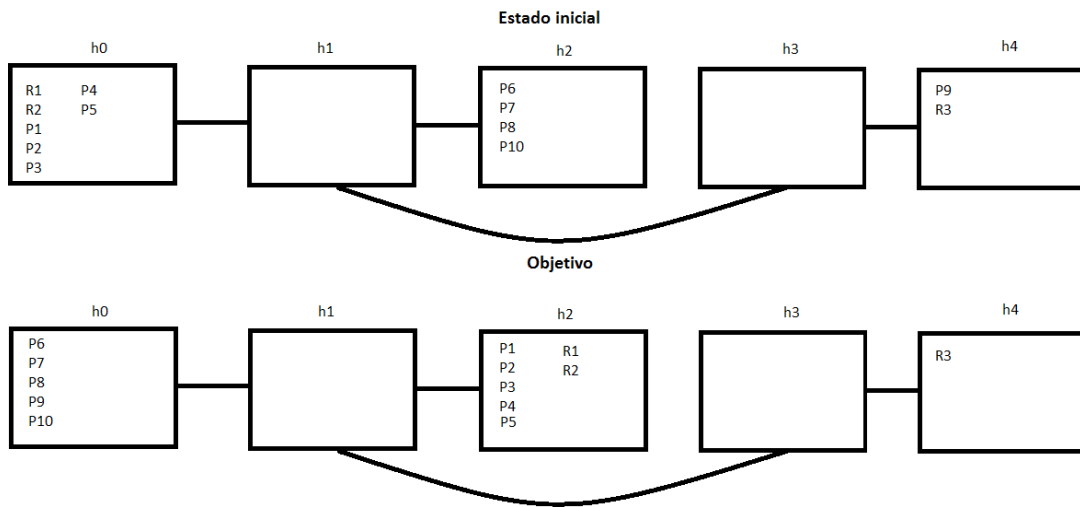 Estado inicial
h0
h1
h2
h3
h4
R1 P4
R2 P5
P1
P2
P3
P6
P7
P8
P10
P9
R3
Objetivo
h0
h1
h2
h3
h4
P6
P7
P8
P9
P10
P1 R1
P2 R2
P3
P4
P5
R3